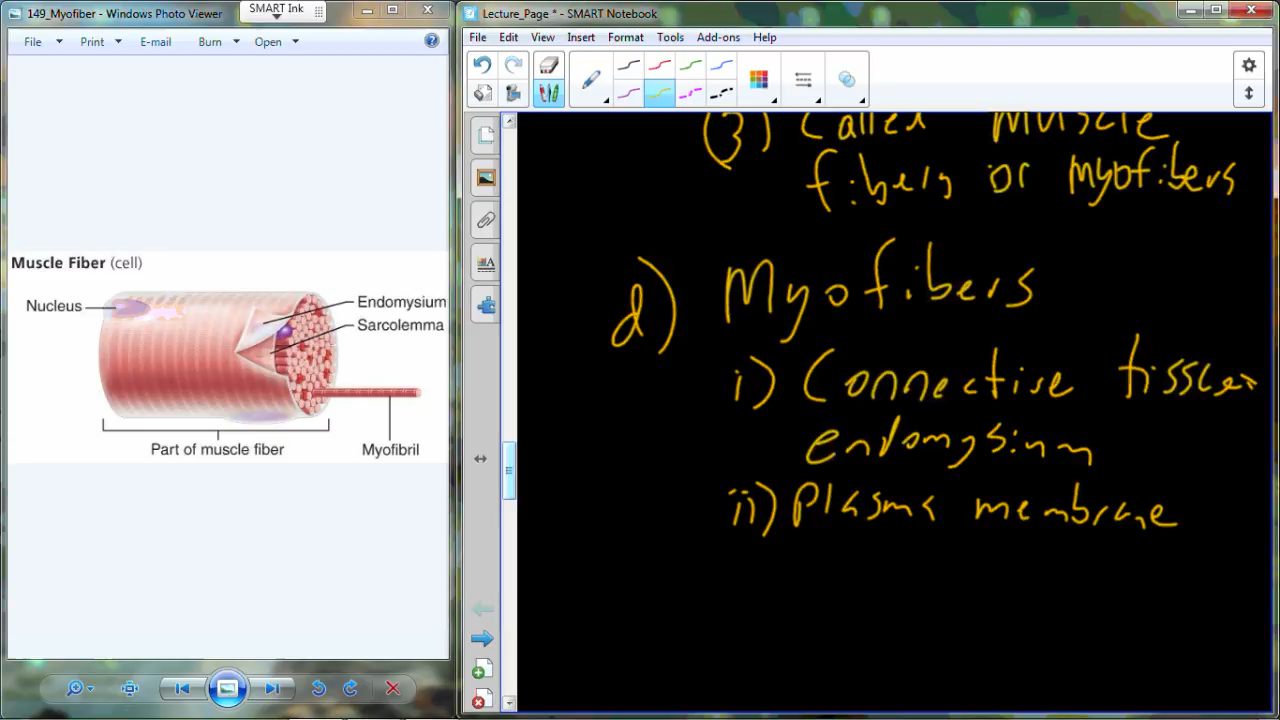 149_Myofiber - Windows Photo Viewer
SMART Ink
File Print E-mail Burn Open
Muscle Fiber (cell)
Nucleus
Endomysium
Sarcolemma
Part of muscle fiber
Myofibril
Lecture_Page * - SMART Notebook
File Edit View Insert Format Tools Add-ons Help
(3) Called Muscle
fibers or myofibers
d) Myofibers
i) Connective tissue=
endomysium
ii) Plasma membrane